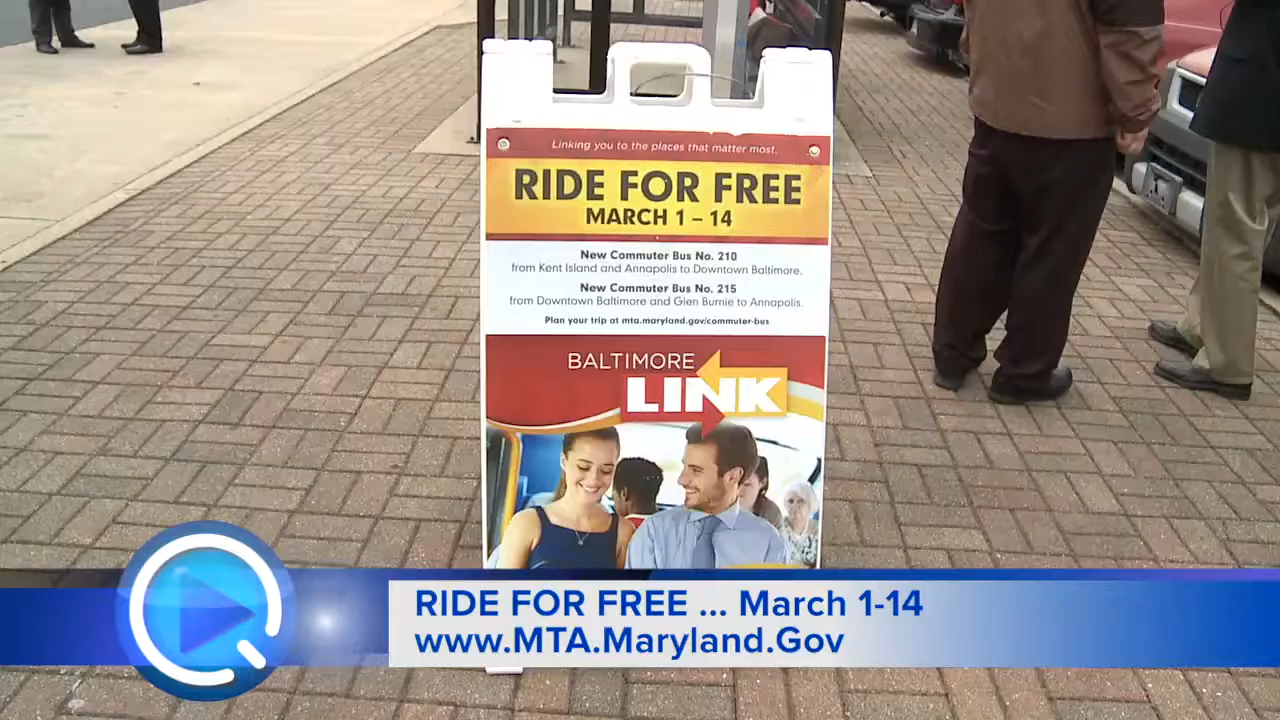 Linking you to the places that matter most.
RIDE FOR FREE
MARCH 1 – 14
New Commuter Bus No. 210
from Kent Island and Annapolis to Downtown Baltimore.
New Commuter Bus No. 215
from Downtown Baltimore and Glen Burnie to Annapolis.
Plan your trip at mta.maryland.gov/commuter-bus
BALTIMORE
LINK
RIDE FOR FREE ... March 1-14
www.MTA.Maryland.Gov